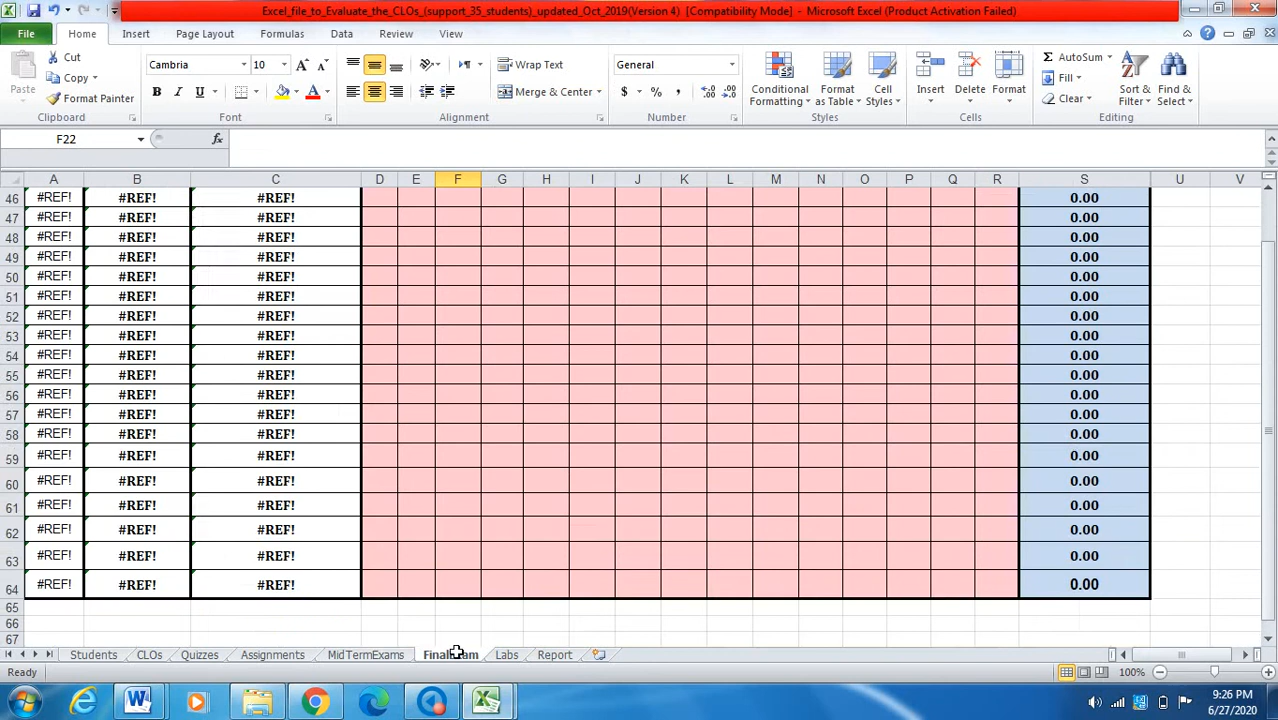 Excel_file_to_Evaluate_the_CLOs_(support_35_students)_updated_Oct_2019(Version 4) [Compatibility Mode] - Microsoft Excel (Product Activation Failed)
File Home Insert Page Layout Formulas Data Review View
Paste Cut Copy Format Painter Clipboard
Cambria 10 B I U A Font
Wrap Text Merge & Center Alignment
General $ % , Number
Conditional Formatting Format as Table Cell Styles Styles
Insert Delete Format Cells
Σ AutoSum Fill Clear Sort & Filter Find & Select Editing
F22 fx
A B C D E F G H I J K L M N O P Q R S U V
46 #REF! #REF! #REF! 0.00
47 #REF! #REF! #REF! 0.00
48 #REF! #REF! #REF! 0.00
49 #REF! #REF! #REF! 0.00
50 #REF! #REF! #REF! 0.00
51 #REF! #REF! #REF! 0.00
52 #REF! #REF! #REF! 0.00
53 #REF! #REF! #REF! 0.00
54 #REF! #REF! #REF! 0.00
55 #REF! #REF! #REF! 0.00
56 #REF! #REF! #REF! 0.00
57 #REF! #REF! #REF! 0.00
58 #REF! #REF! #REF! 0.00
59 #REF! #REF! #REF! 0.00
60 #REF! #REF! #REF! 0.00
61 #REF! #REF! #REF! 0.00
62 #REF! #REF! #REF! 0.00
63 #REF! #REF! #REF! 0.00
64 #REF! #REF! #REF! 0.00
65
66
67
Students CLOs Quizzes Assignments MidTermExams FinalExam Labs Report
Ready 100%
9:26 PM
6/27/2020